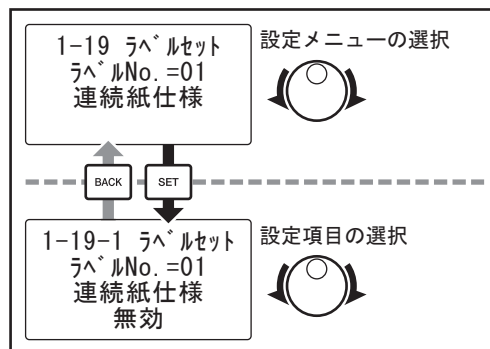 1-19 ﾗﾍﾞﾙｾｯﾄ
ﾗﾍﾞﾙNo.=01
連続紙仕様
設定メニューの選択
BACK
SET
1-19-1 ﾗﾍﾞﾙｾｯﾄ
ﾗﾍﾞﾙNo.=01
連続紙仕様
無効
設定項目の選択